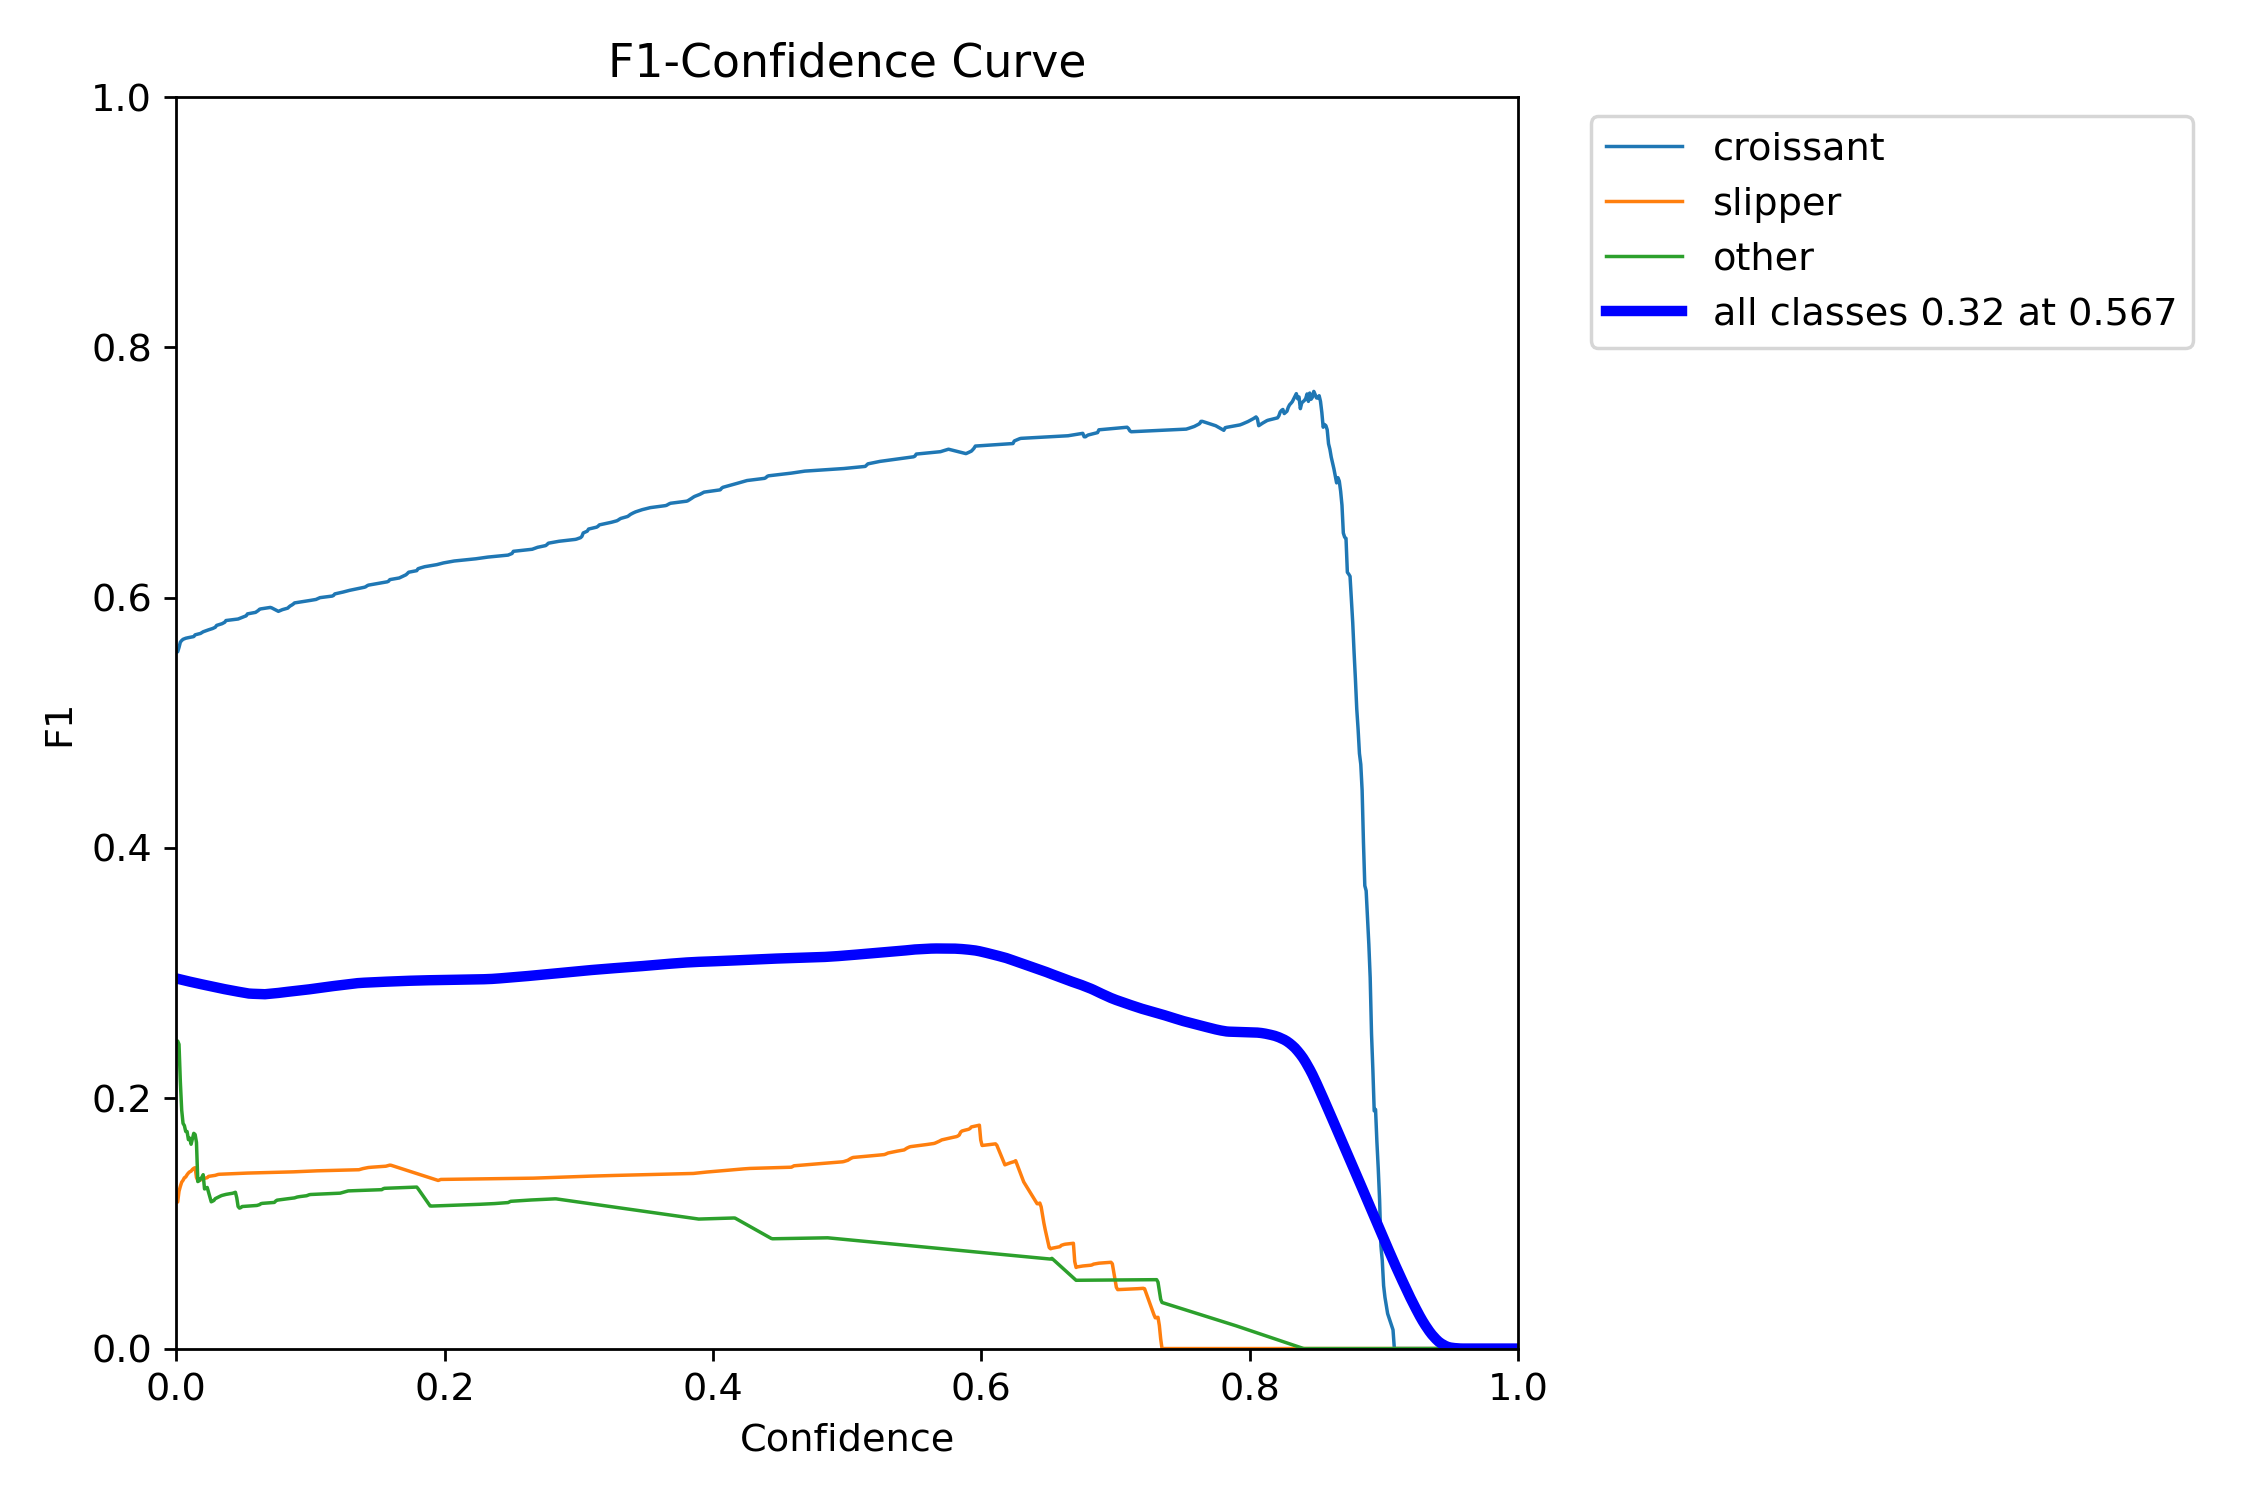 F1-Confidence Curve
1.0
0.8
0.6
0.4
0.2
0.0
F1
0.0 0.2 0.4 0.6 0.8 1.0
Confidence
croissant
slipper
other
all classes 0.32 at 0.567